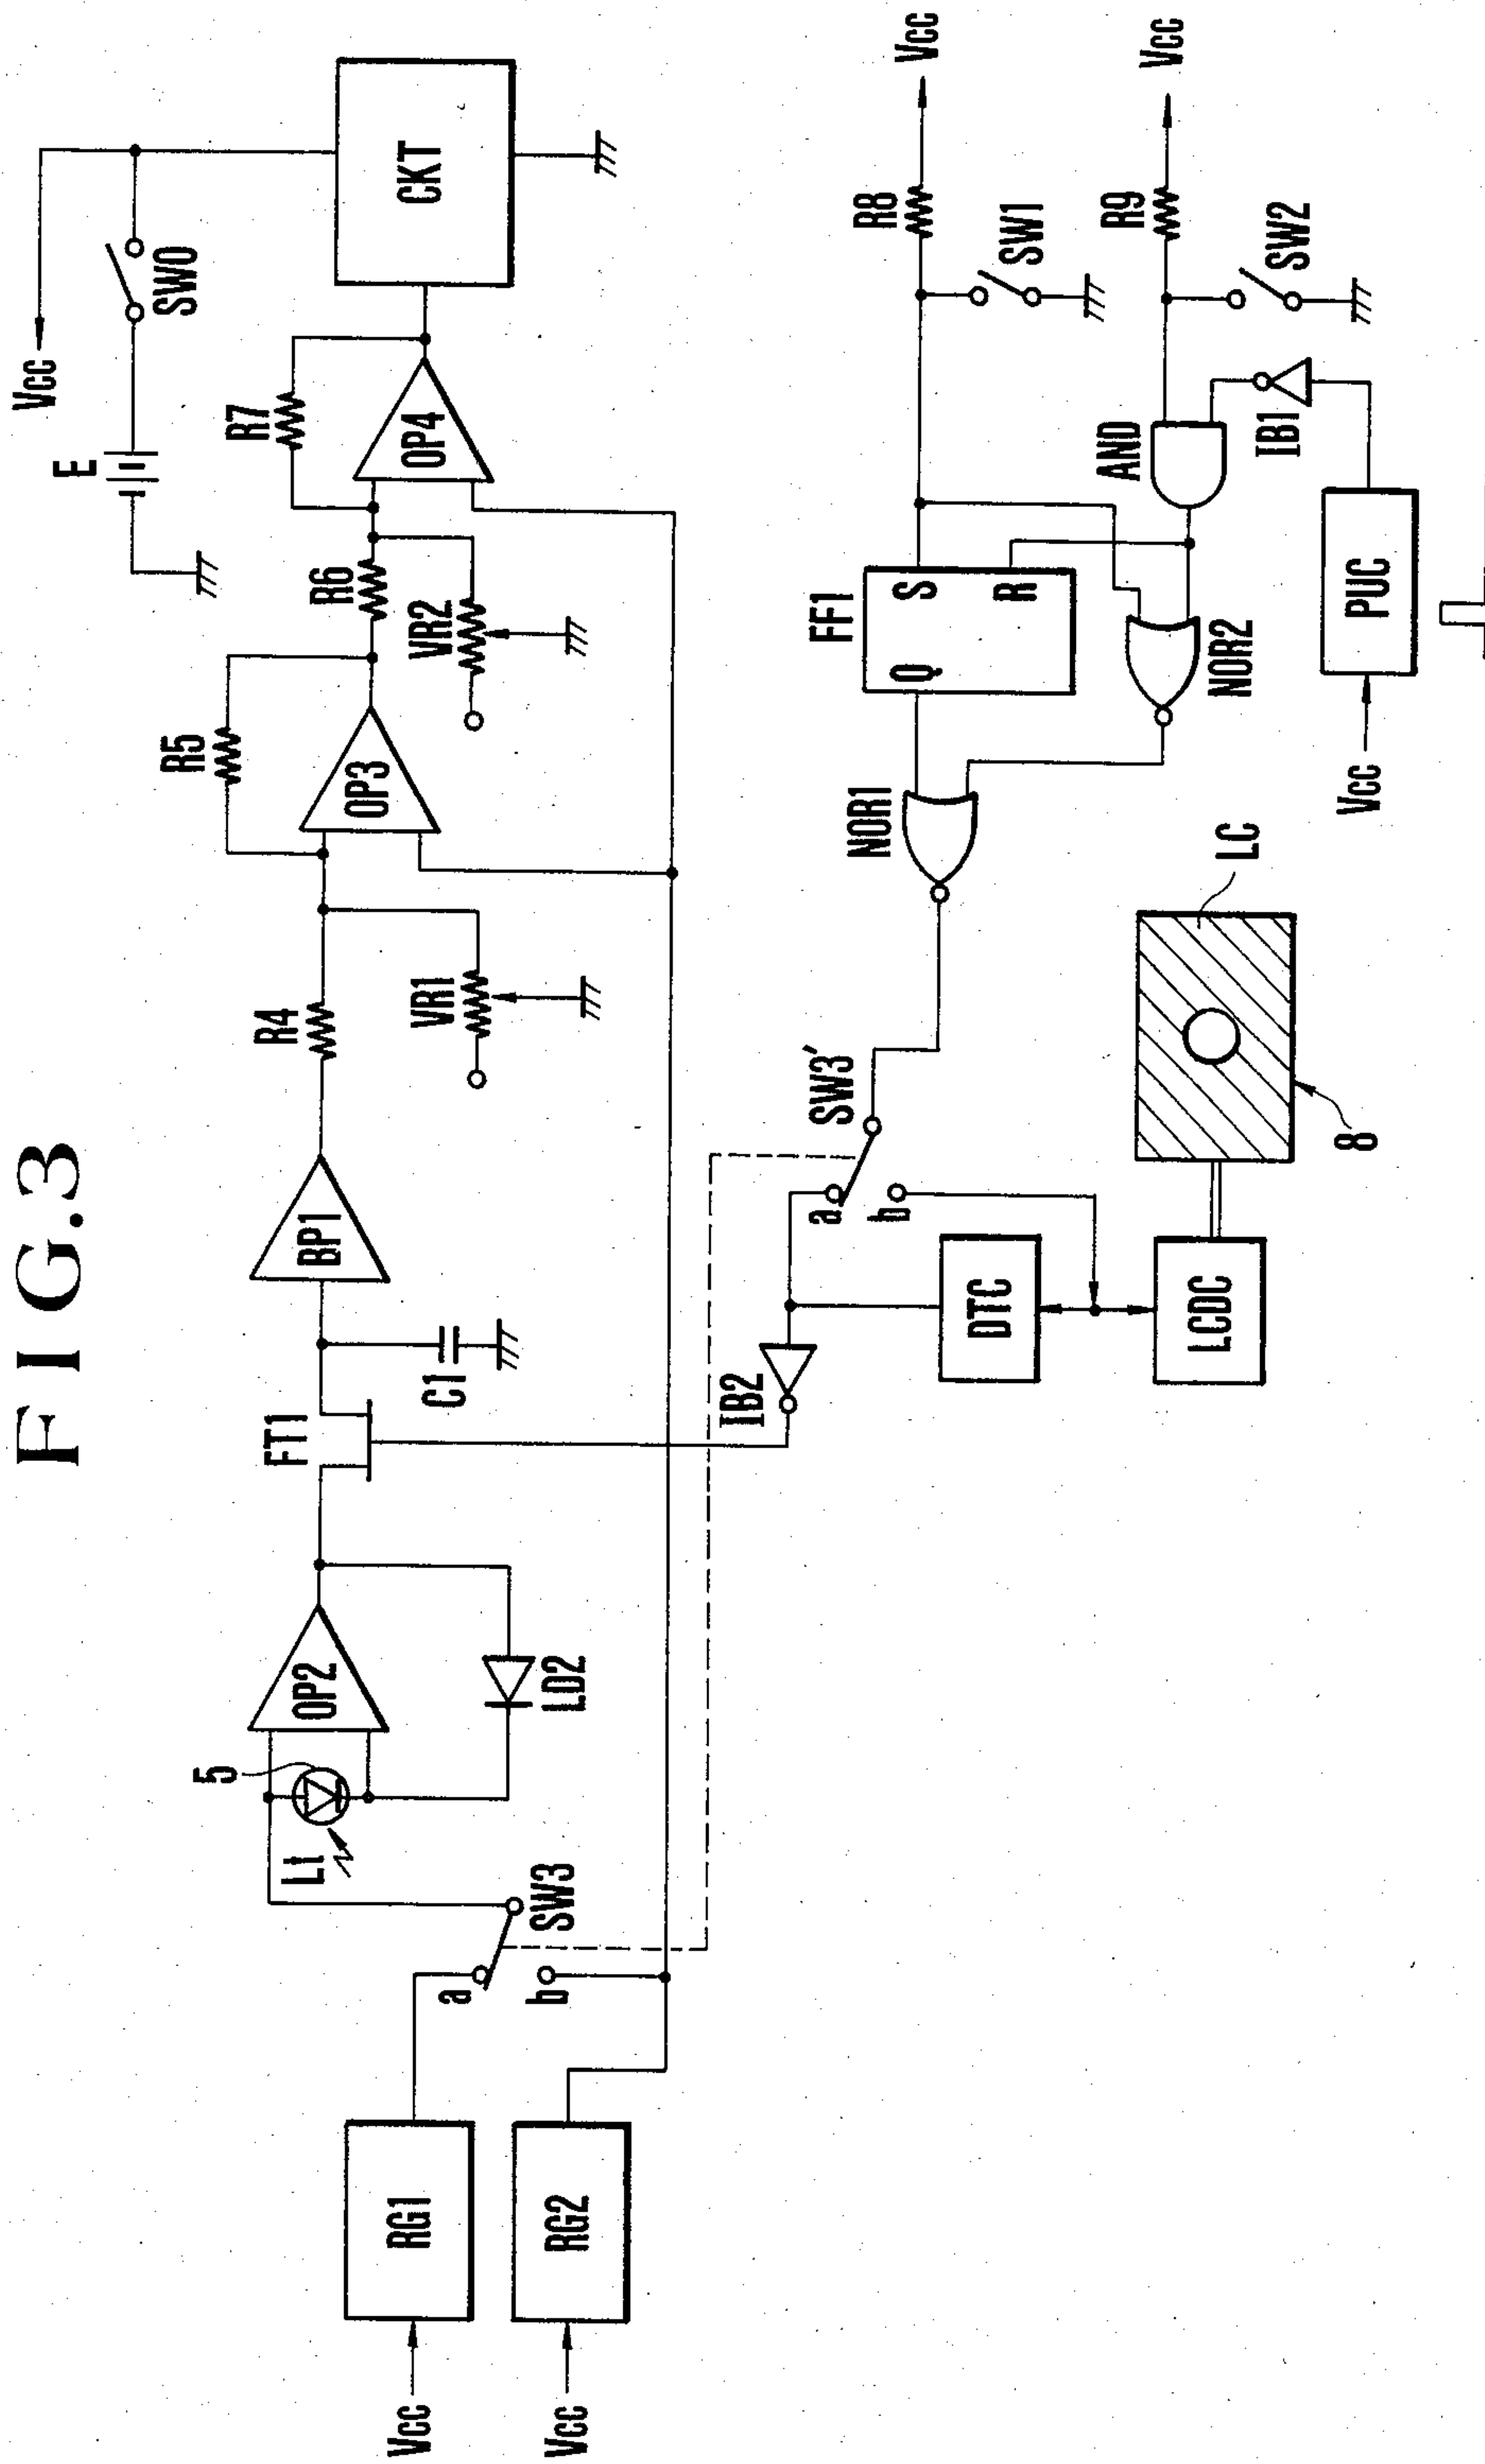 FIG.3
Vcc
E
SW0
CKT
R7
OP4
R6
VR2
R5
OP3
R4
VR1
BP1
FT1
C1
OP2
LD2
5
Li
SW3
a
b
RG1
RG2
Vcc
Vcc
R8
Vcc
SW1
R9
Vcc
SW2
AND
IB1
PUC
Vcc
FF1
S
R
Q
NOR2
NOR1
SW3'
a
b
IB2
DTC
LCDC
LC
8